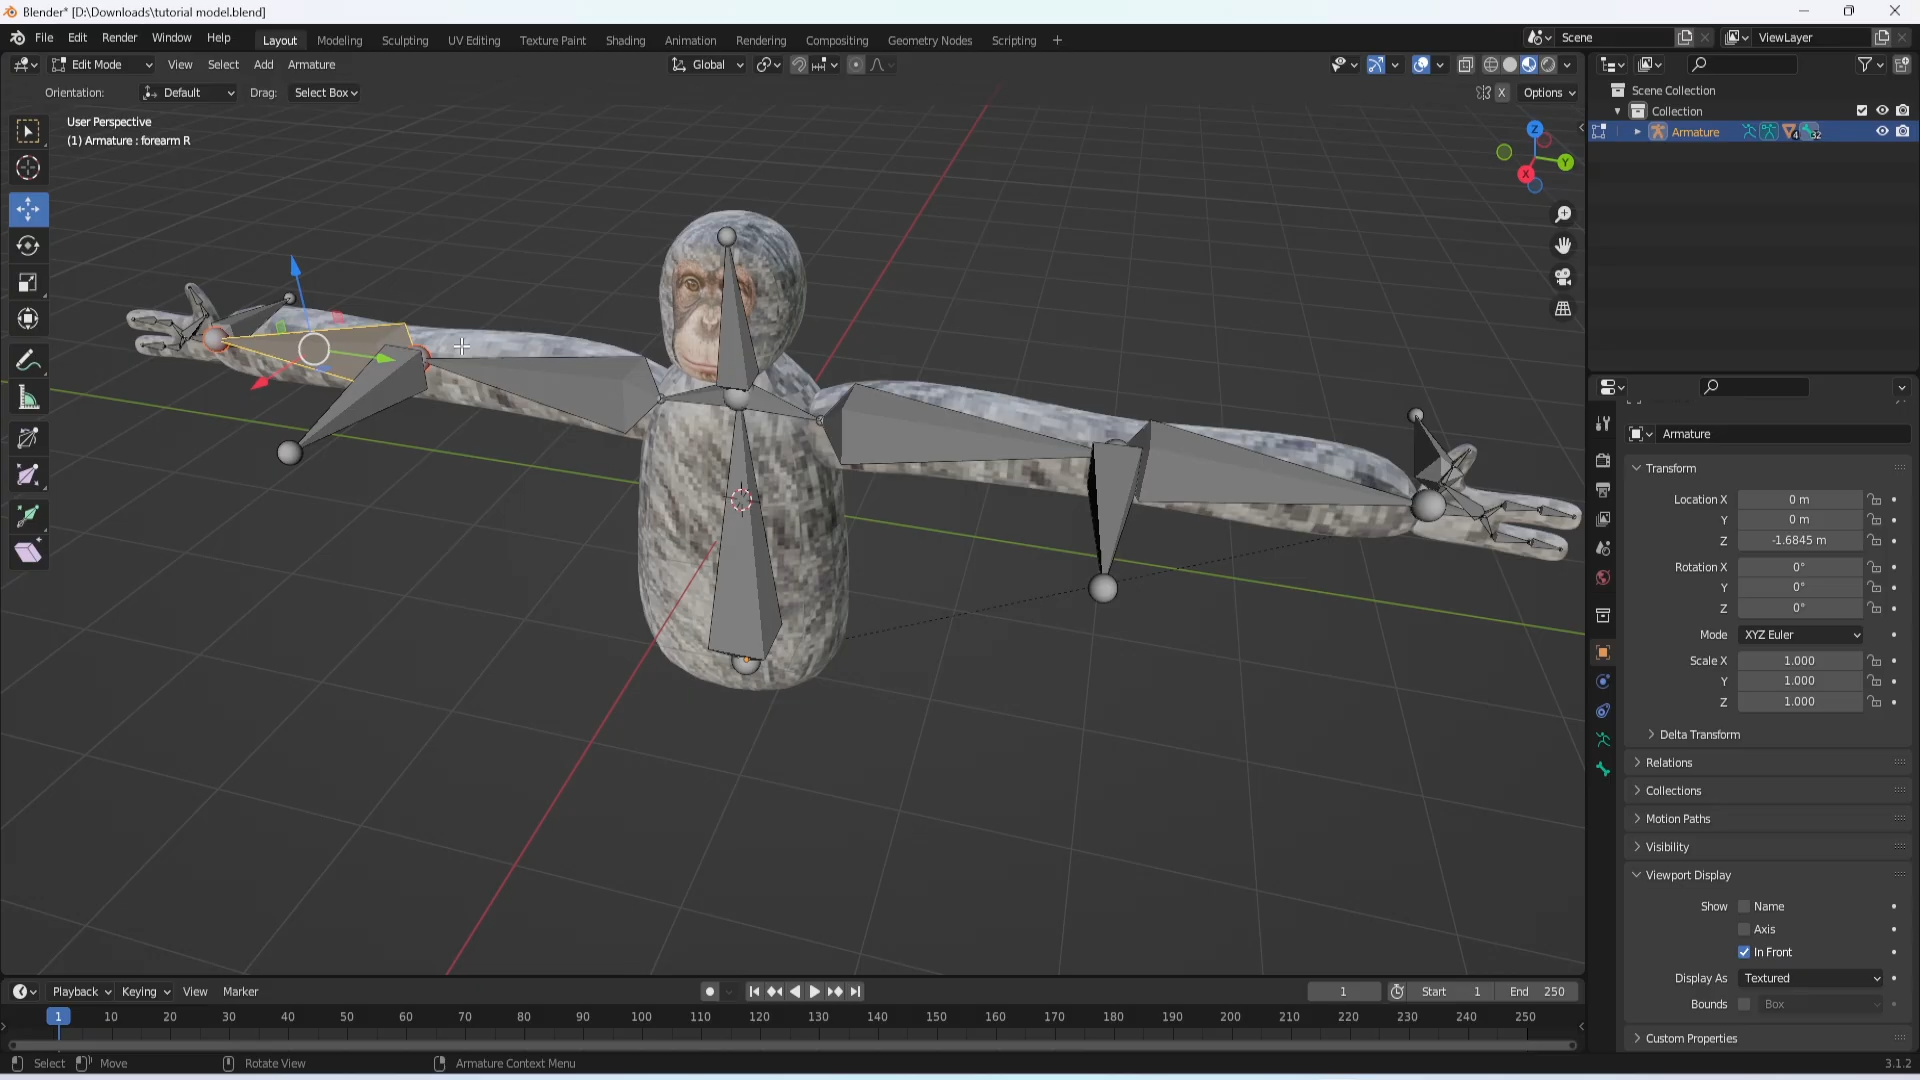 Blender* [D:\Downloads\tutorial model.blend]
File Edit Render Window Help Layout Modeling Sculpting UV Editing Texture Paint Shading Animation Rendering Compositing Geometry Nodes Scripting + Scene ViewLayer
Edit Mode View Select Add Armature Global
Orientation: Default Drag: Select Box X Options
User Perspective
(1) Armature : forearm R
Scene Collection
Collection
Armature 4 32
Z
Y
X
Armature
Transform
Location X 0 m
Y 0 m
Z -1.6845 m
Rotation X 0°
Y 0°
Z 0°
Mode XYZ Euler
Scale X 1.000
Y 1.000
Z 1.000
Delta Transform
Relations
Collections
Motion Paths
Visibility
Viewport Display
Show Name
Axis
In Front
Display As Textured
Bounds Box
Custom Properties
Playback Keying View Marker 1 Start 1 End 250
1 10 20 30 40 50 60 70 80 90 100 110 120 130 140 150 160 170 180 190 200 210 220 230 240 250
Select Move Rotate View Armature Context Menu 3.1.2